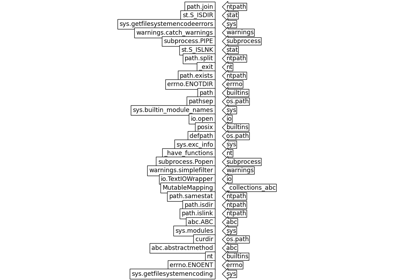 path.join ntpath
st.S_ISDIR stat
sys.getfilesystemencodeerrors sys
warnings.catch_warnings warnings
subprocess.PIPE subprocess
st.S_ISLNK stat
path.split ntpath
_exit nt
path.exists ntpath
errno.ENOTDIR errno
path builtins
pathsep os.path
sys.builtin_module_names sys
io.open io
posix builtins
defpath os.path
sys.exc_info sys
_have_functions nt
subprocess.Popen subprocess
warnings.simplefilter warnings
io.TextIOWrapper io
MutableMapping _collections_abc
path.samestat ntpath
path.isdir ntpath
path.islink ntpath
abc.ABC abc
sys.modules sys
curdir os.path
abc.abstractmethod abc
nt builtins
errno.ENOENT errno
sys.getfilesystemencoding sys